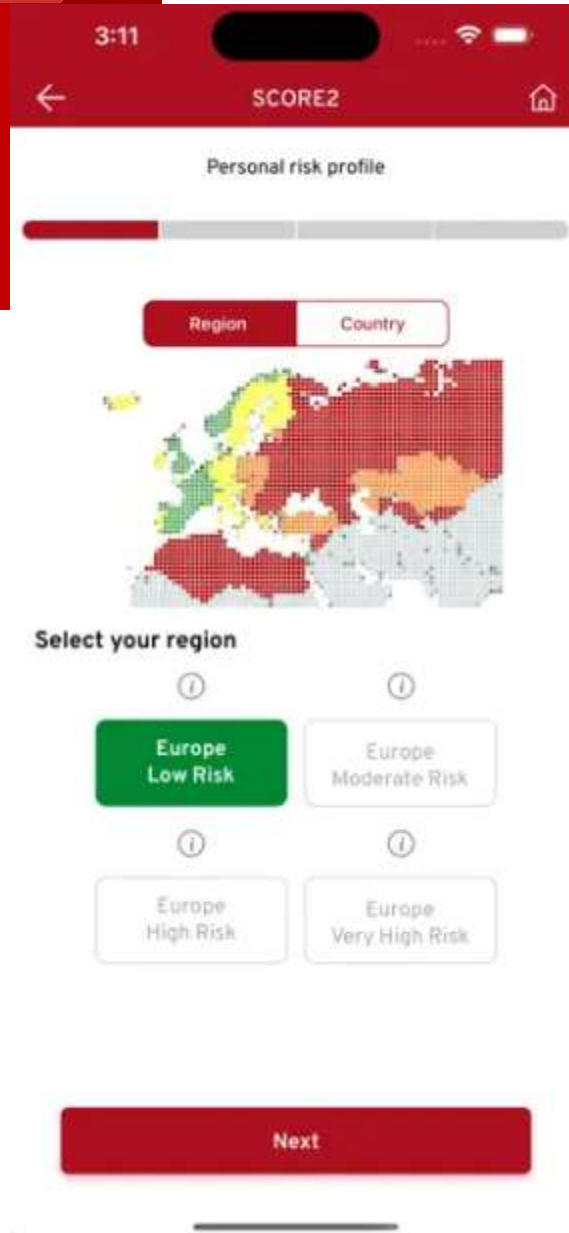 3:11
SCORE2
Personal risk profile
Region
Country
Select your region
Europe
Low Risk
Europe
Moderate Risk
Europe
High Risk
Europe
Very High Risk
Next